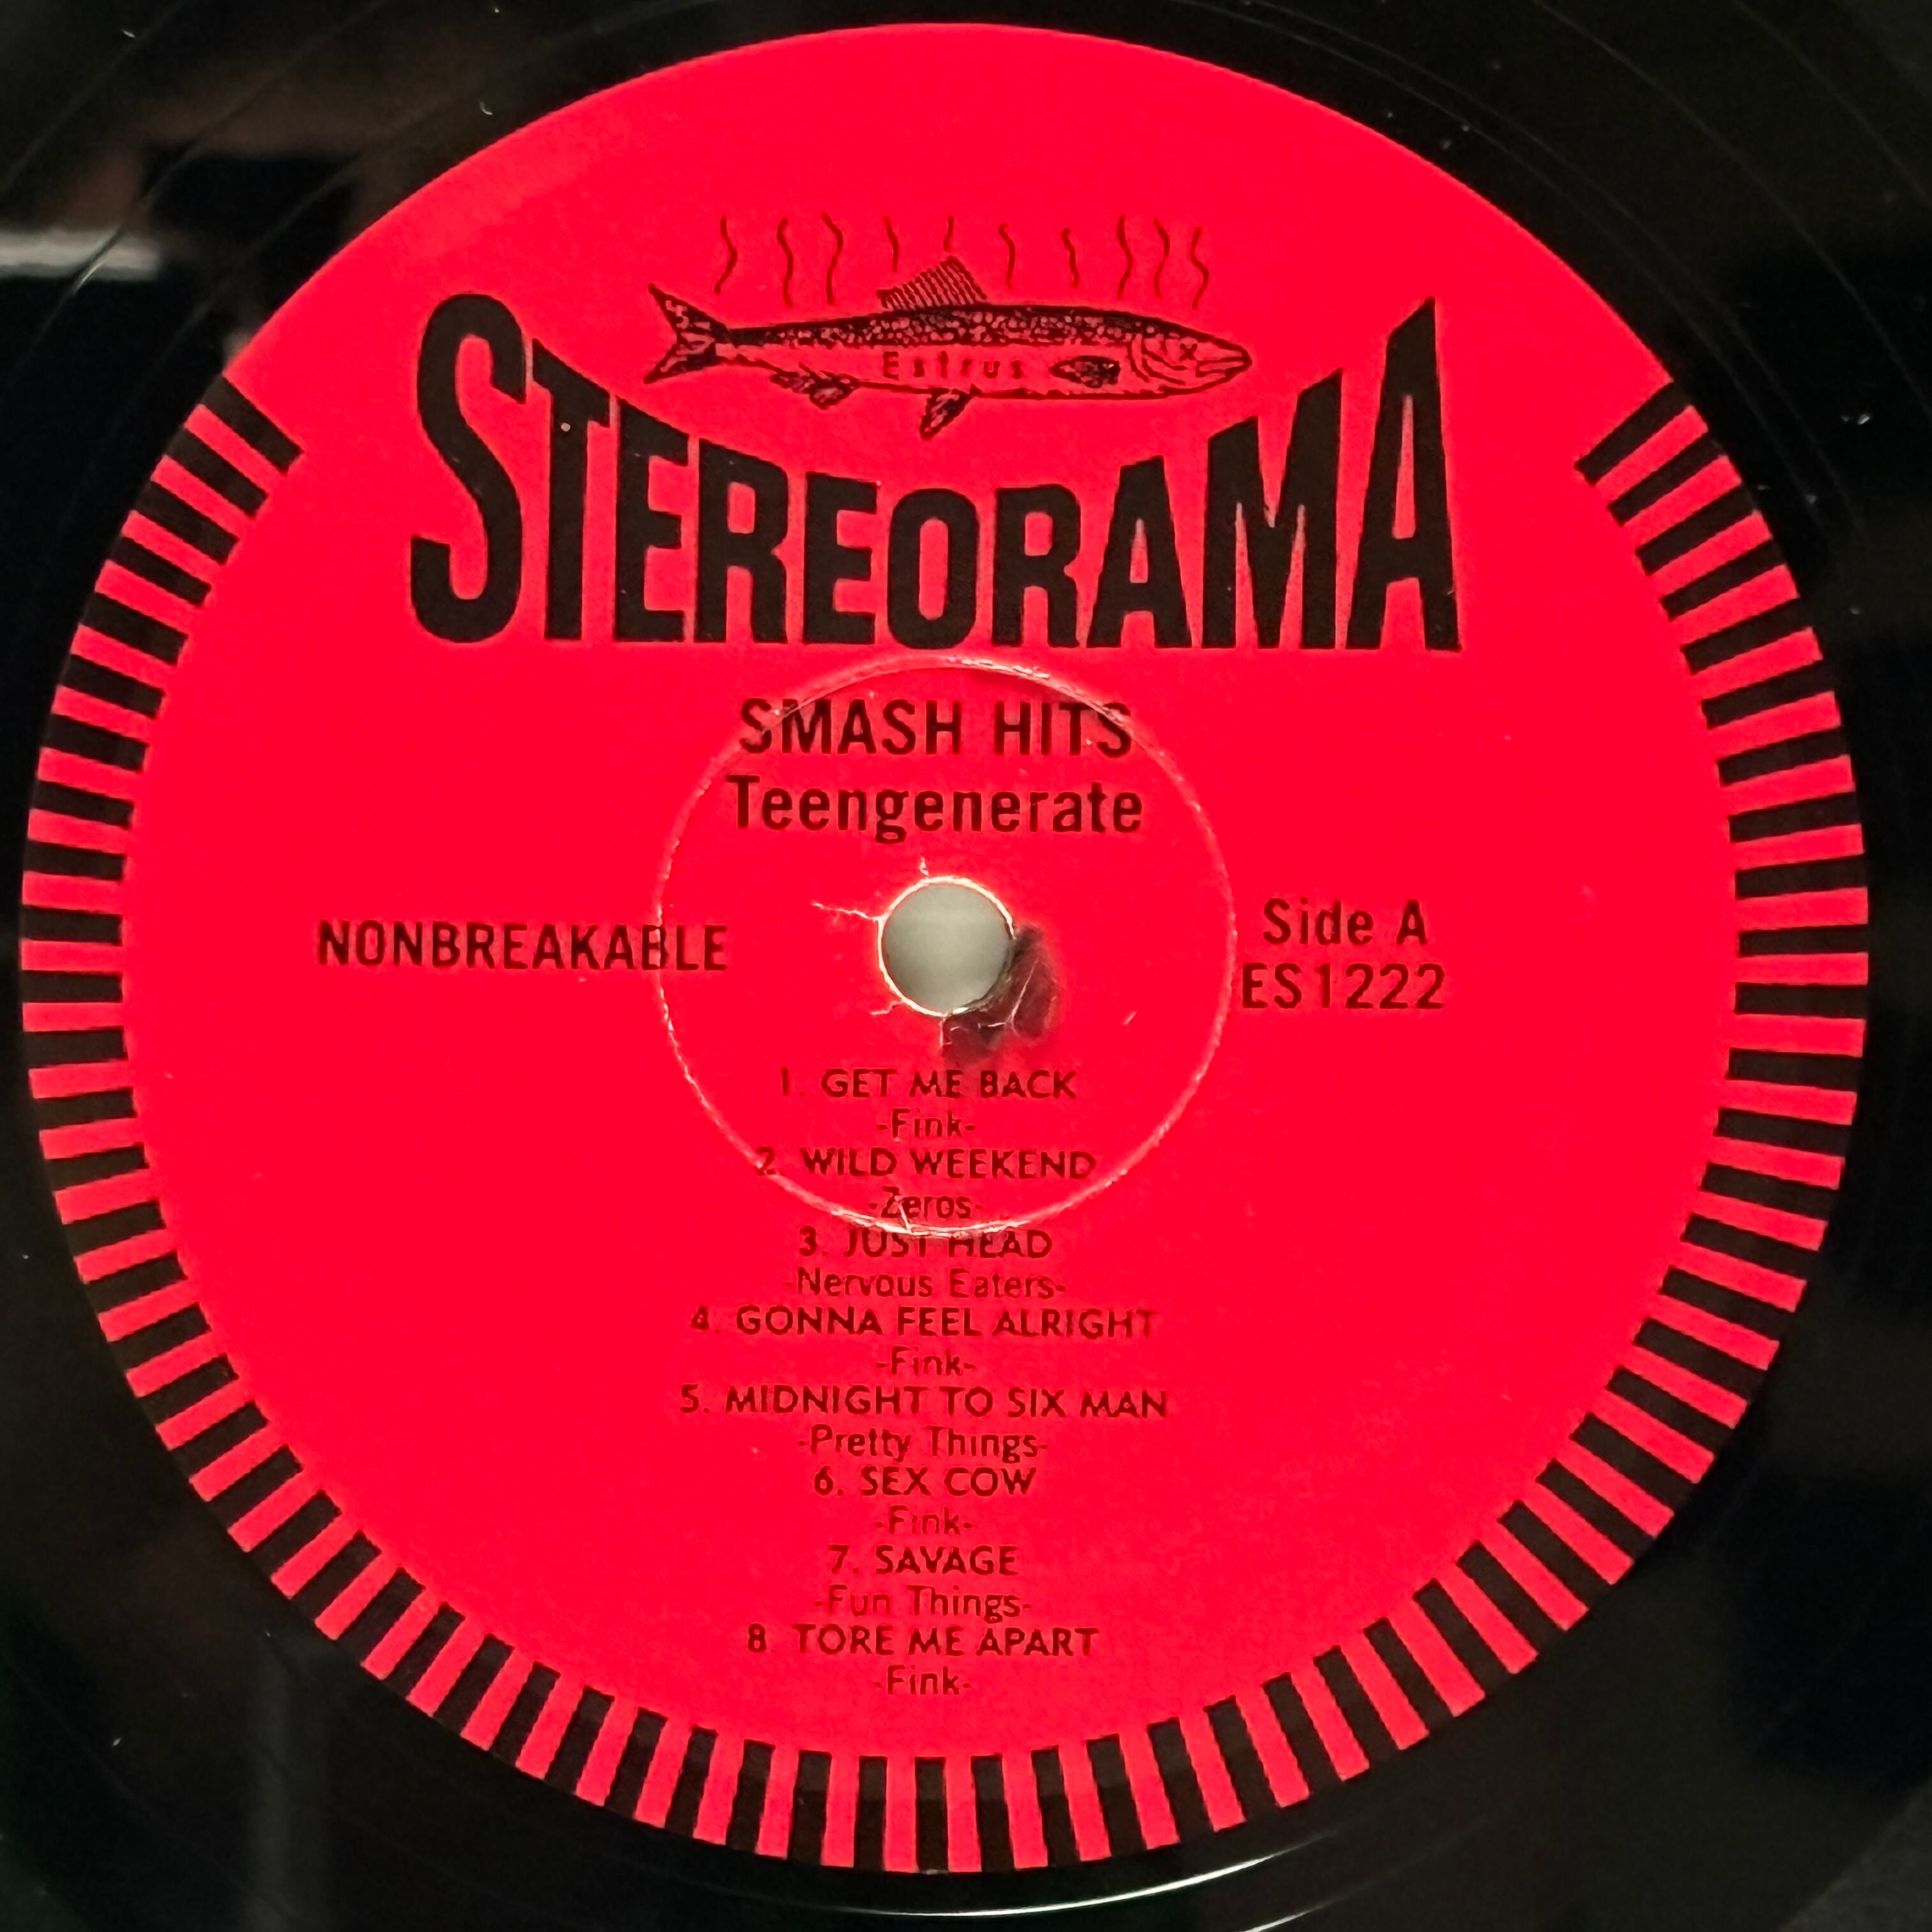 Estrus
STEREORAMA
SMASH HITS
Teengenerate
NONBREAKABLE
Side A
ES1222
1. GET ME BACK
-Fink-
2. WILD WEEKEND
-Zeros-
3. JUST HEAD
-Nervous Eaters-
4. GONNA FEEL ALRIGHT
-Fink-
5. MIDNIGHT TO SIX MAN
-Pretty Things-
6. SEX COW
-Fink-
7. SAVAGE
-Fun Things-
8. TORE ME APART
-Fink-